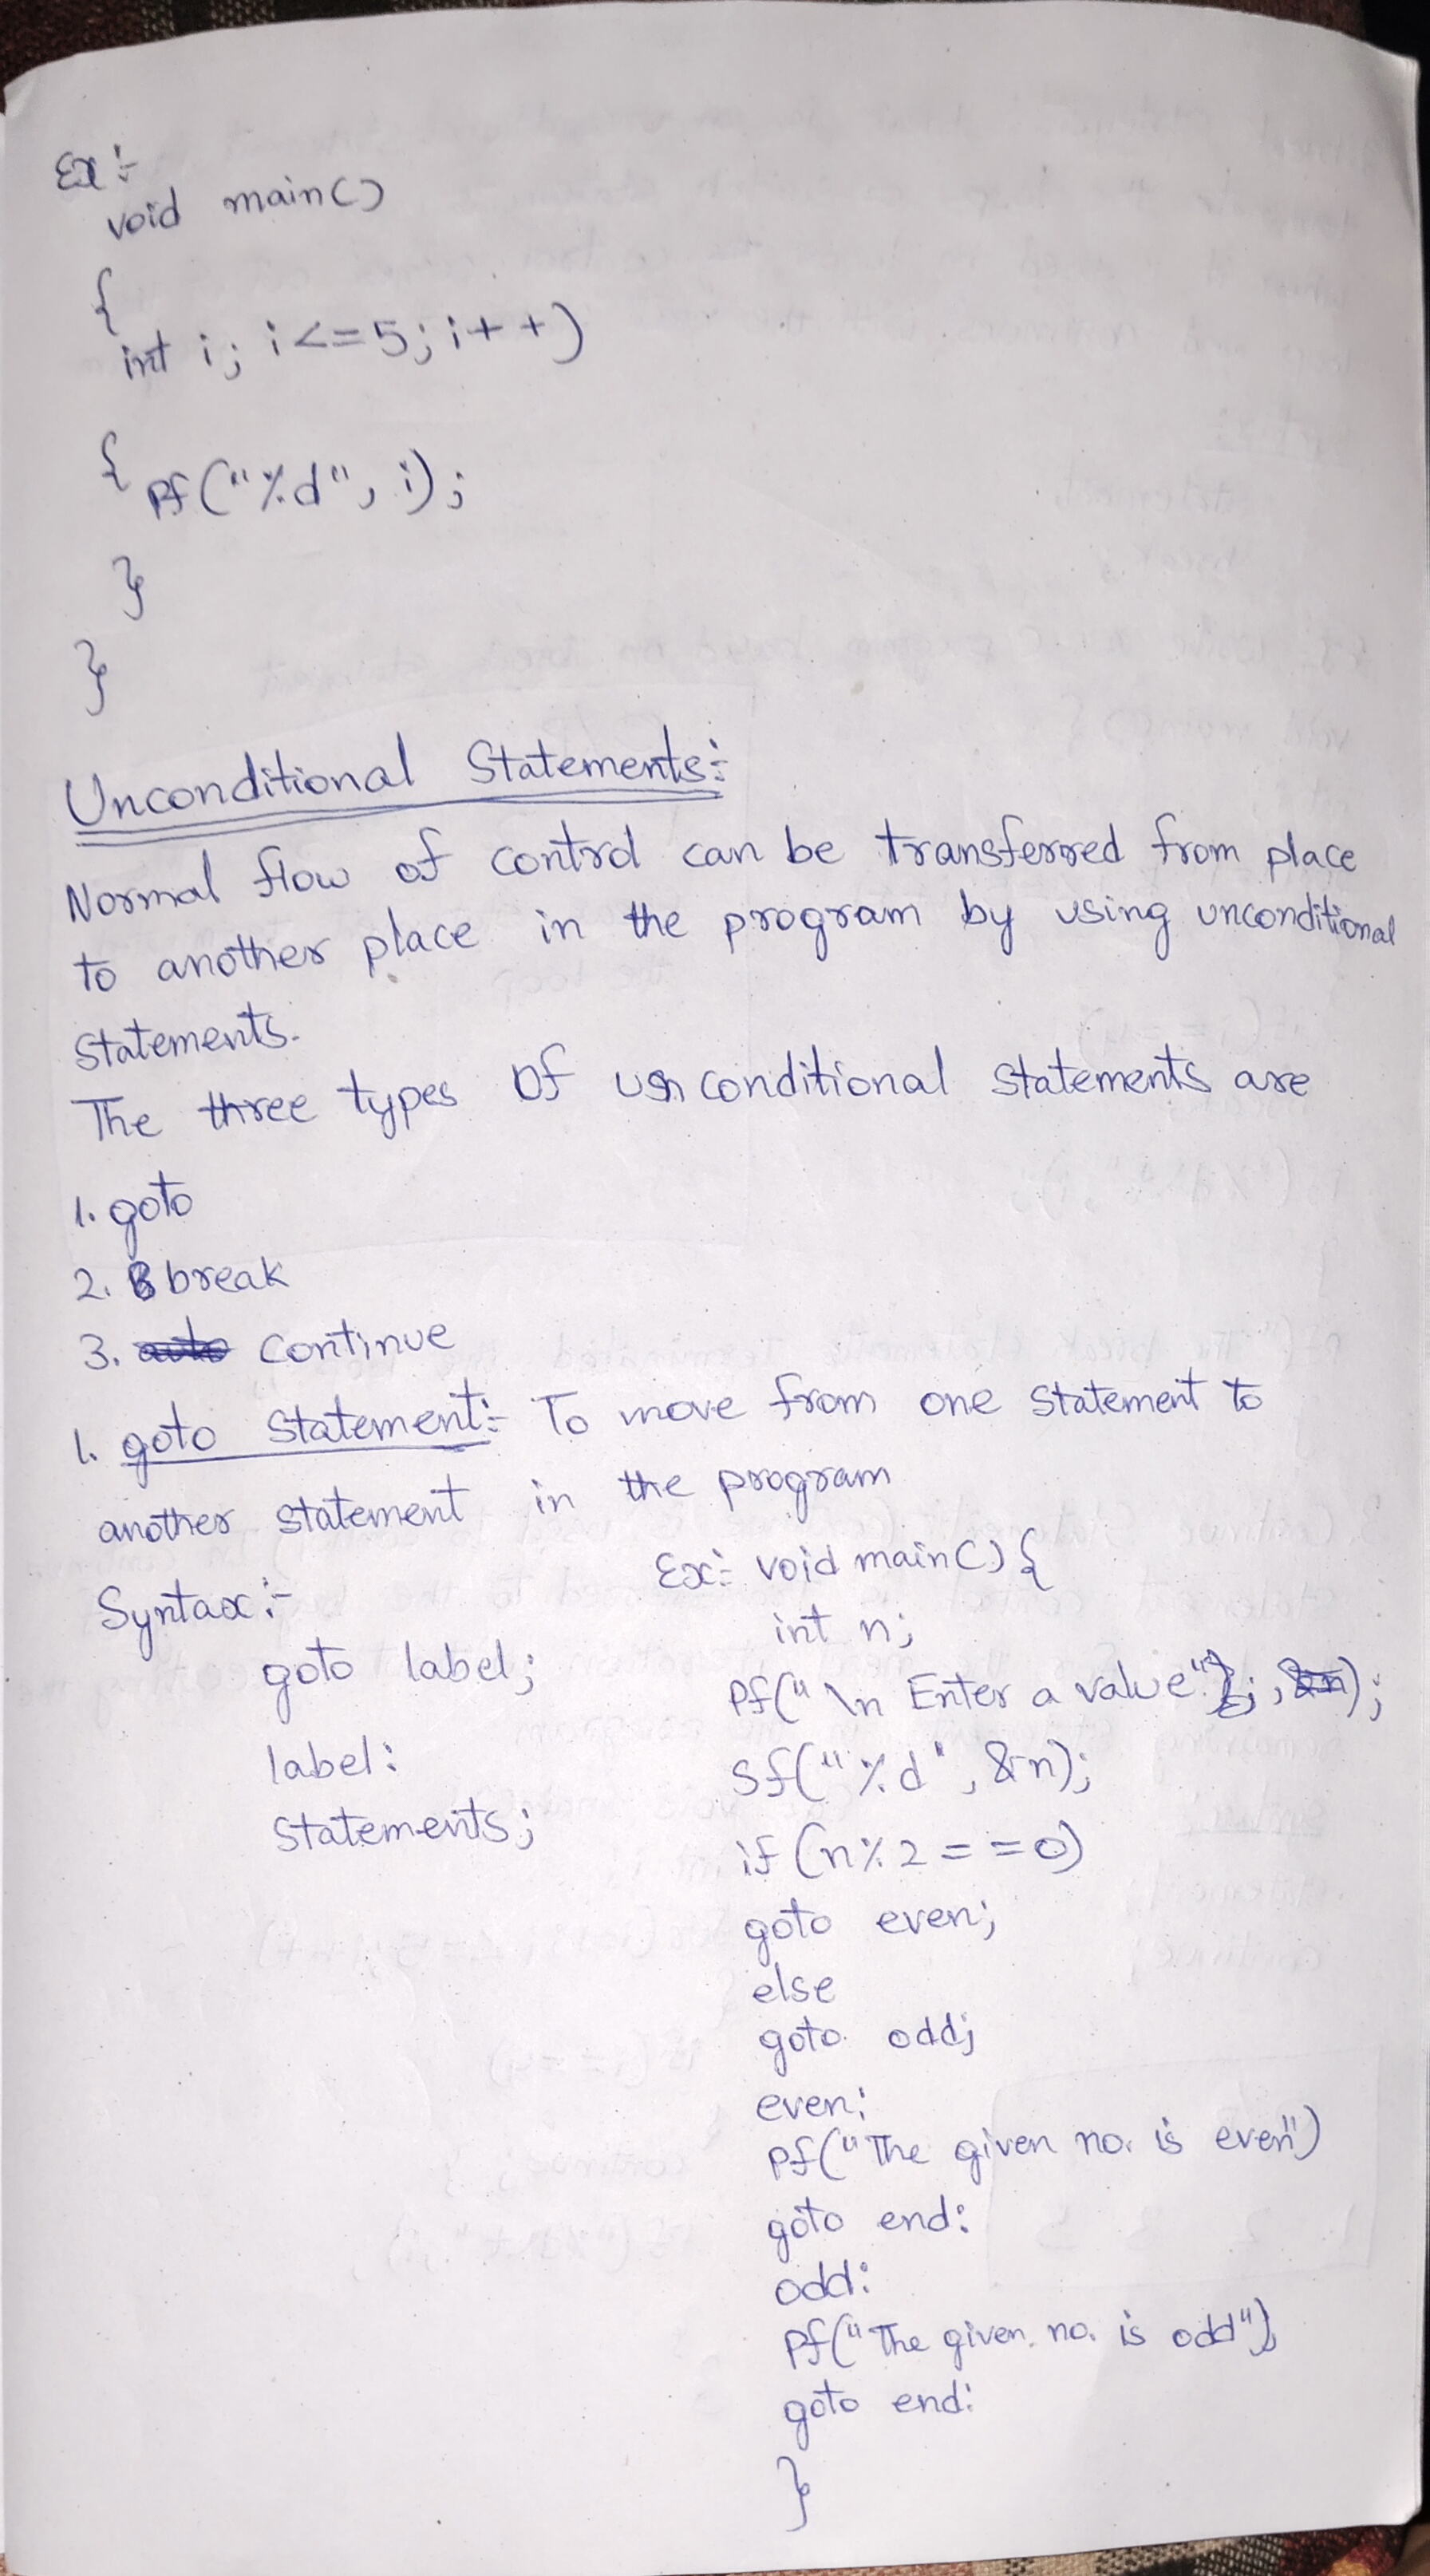 Ex:-
void main()
{
int i; i<=5; i++)
{
Pf("%d", i);
}
}
Unconditional Statements:-
Normal flow of control can be transferred from place
to another place in the program by using unconditional
Statements.
The three types of unconditional statements are
1. goto
2. break
3. continue
1. goto Statement:- To move from one statement to
another statement in the program
Syntax:-
goto label;
label:
Statements;
Ex:- void main() {
int n;
Pf("\n Enter a value");
Sf("%d", &n);
if (n%2==0)
goto even;
else
goto odd;
even:
Pf("The given no. is even")
goto end:
odd:
Pf("The given no. is odd");
goto end:
}